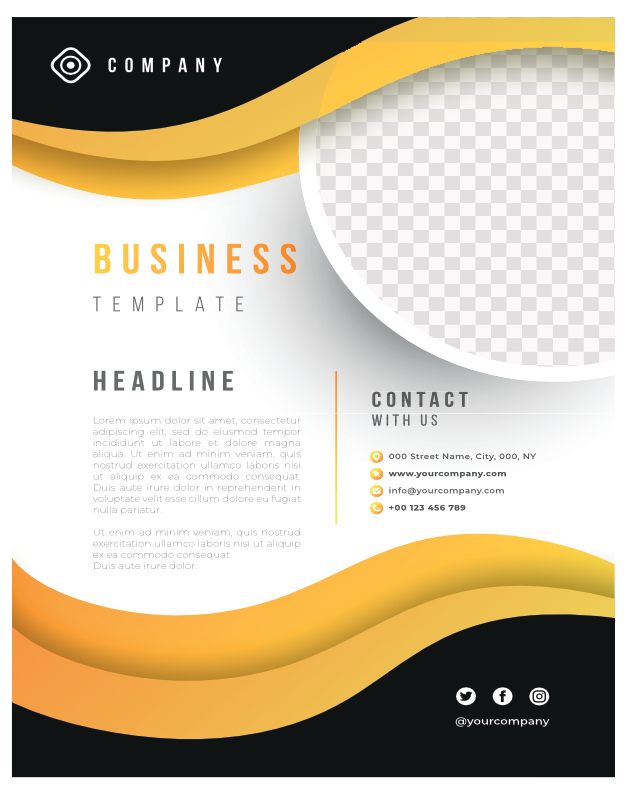 COMPANY
BUSINESS
TEMPLATE
HEADLINE
Lorem ipsum dolor sit amet, consectetur
adipiscing elit, sed do eiusmod tempor
incididunt ut labore et dolore magna
aliqua. Ut enim ad minim veniam, quis
nostrud exercitation ullamco laboris nisi
ut aliquip ex ea commodo consequat.
Duis aute irure dolor in reprehenderit in
voluptate velit esse cillum dolore eu fugiat
nulla pariatur.
Ut enim ad minim veniam, quis nostrud
exercitation ullamco laboris nisi ut aliquip
ex ea commodo consequat.
Duis aute irure dolor.
CONTACT
WITH US
000 Street Name, City, 000, NY
www.yourcompany.com
info@yourcompany.com
+00 123 456 789
@yourcompany